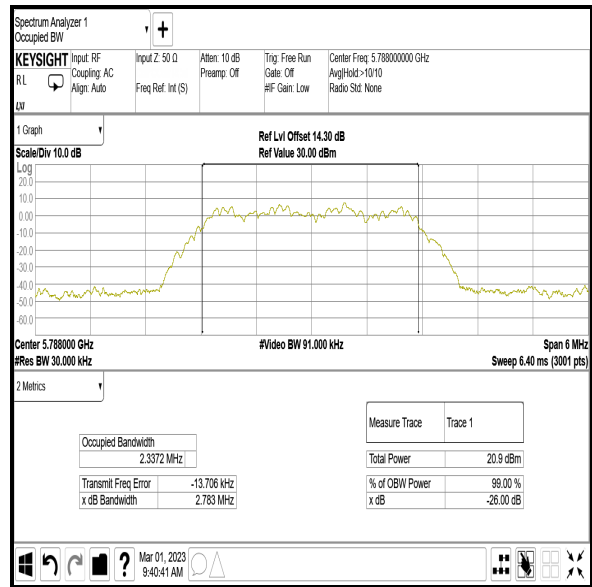 Spectrum Analyzer 1
Occupied BW
KEYSIGHT
RL
LXI
Input: RF
Coupling: AC
Align: Auto
Input Z: 50 Ω
Freq Ref: Int (S)
Atten: 10 dB
Preamp: Off
Trig: Free Run
Gate: Off
#IF Gain: Low
Center Freq: 5.788000000 GHz
Avg|Hold:>10/10
Radio Std: None
1 Graph
Scale/Div 10.0 dB
Ref Lvl Offset 14.30 dB
Ref Value 30.00 dBm
Log
20.0
10.0
0.00
-10.0
-20.0
-30.0
-40.0
-50.0
-60.0
Center 5.788000 GHz
#Video BW 91.000 kHz
Span 6 MHz
#Res BW 30.000 kHz
Sweep 6.40 ms (3001 pts)
2 Metrics
Occupied Bandwidth
2.3372 MHz
Transmit Freq Error -13.706 kHz
x dB Bandwidth 2.783 MHz
Measure Trace Trace 1
Total Power 20.9 dBm
% of OBW Power 99.00 %
x dB -26.00 dB
?
Mar 01, 2023
9:40:41 AM